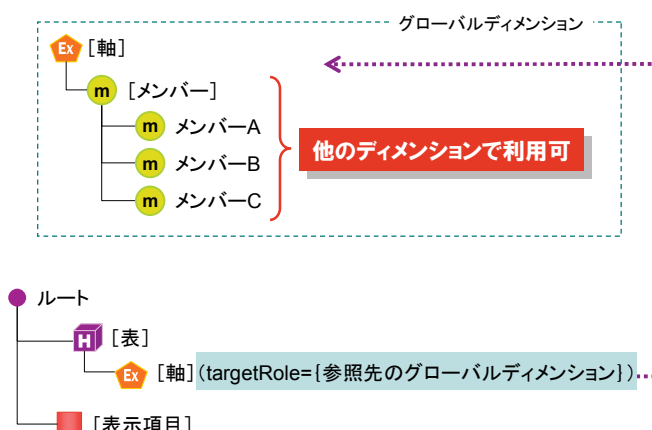 グローバルディメンション
Ex [軸]
m [メンバー]
m メンバーA
m メンバーB
m メンバーC
他のディメンションで利用可
ルート
H [表]
Ex [軸](targetRole={参照先のグローバルディメンション})
[表示項目]